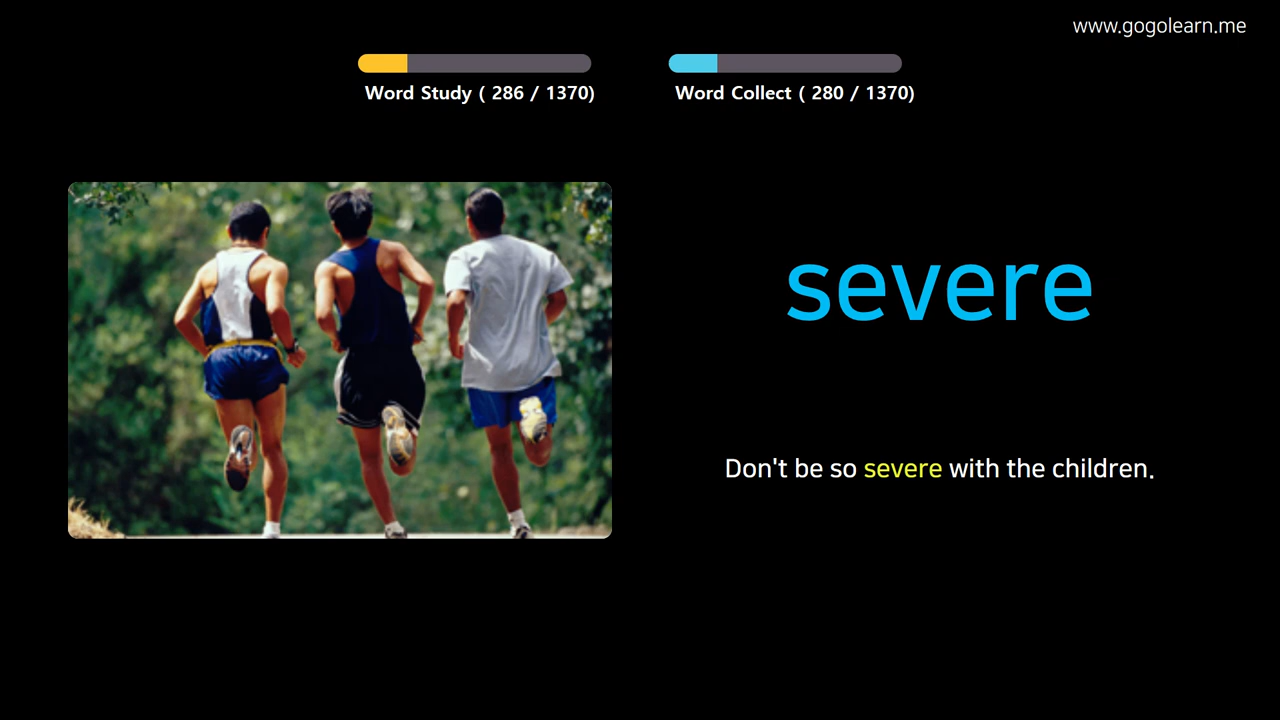 www.gogolearn.me
Word Study ( 286 / 1370)
Word Collect ( 280 / 1370)
severe
Don't be so severe with the children.